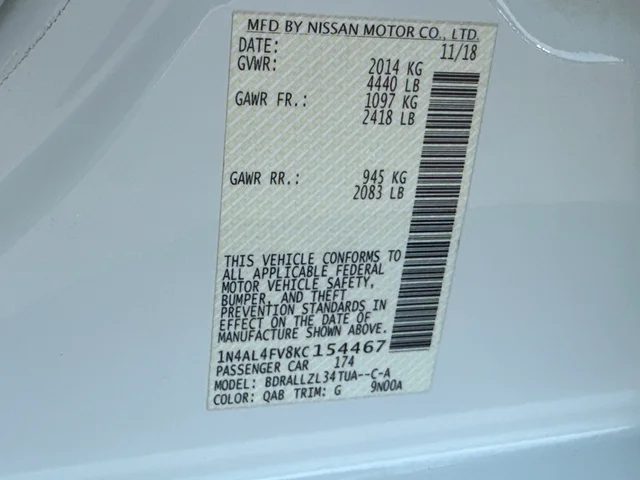 MFD BY NISSAN MOTOR CO., LTD.
DATE: 11/18
GVWR: 2014 KG
4440 LB
GAWR FR.: 1097 KG
2418 LB
GAWR RR.: 945 KG
2083 LB
THIS VEHICLE CONFORMS TO
ALL APPLICABLE FEDERAL
MOTOR VEHICLE SAFETY,
BUMPER, AND THEFT
PREVENTION STANDARDS IN
EFFECT ON THE DATE OF
MANUFACTURE SHOWN ABOVE.
1N4AL4FV8KC154467
PASSENGER CAR 174
MODEL: BDRALLZL34TUA--C-A
COLOR: QAB TRIM: G 9N00A